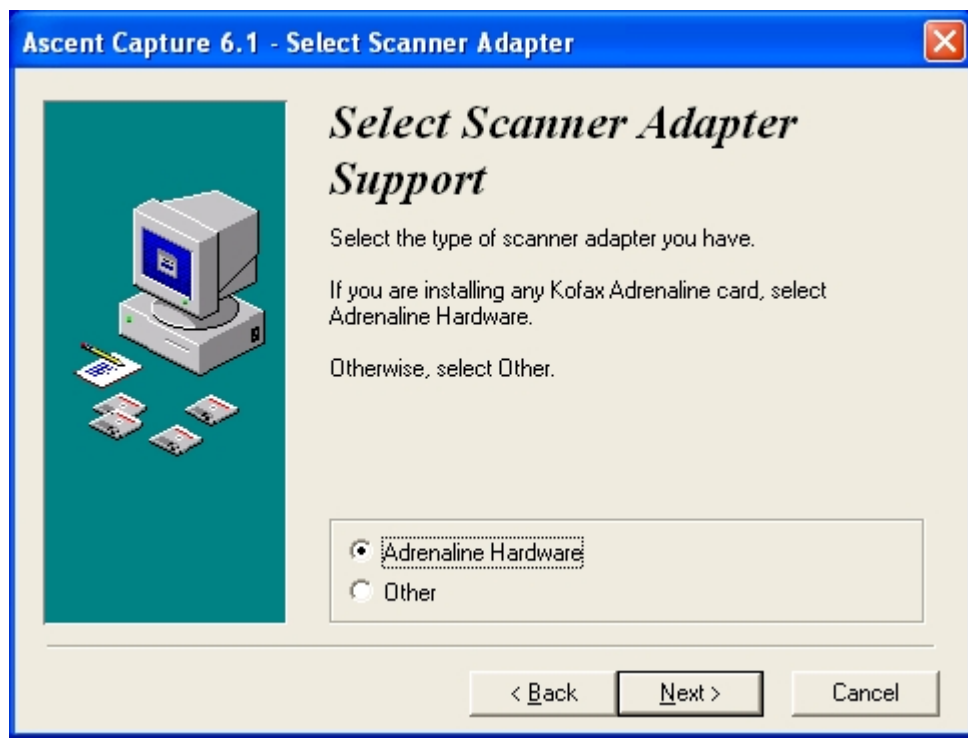 Ascent Capture 6.1 - Select Scanner Adapter
Select Scanner Adapter
Support
Select the type of scanner adapter you have.
If you are installing any Kofax Adrenaline card, select
Adrenaline Hardware.
Otherwise, select Other.
Adrenaline Hardware
Other
< Back
Next >
Cancel